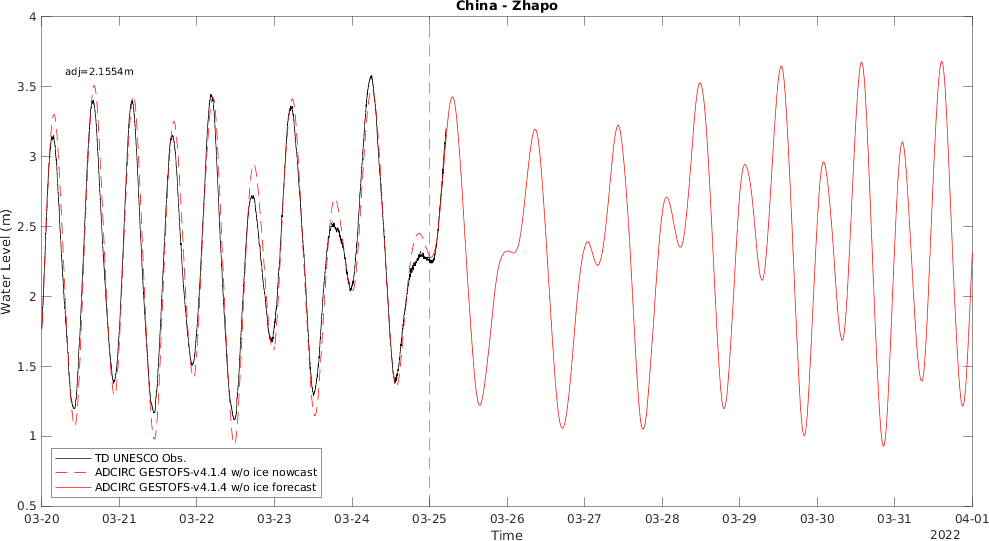 China - Zhapo
adj=2.1554m
4
3.5
3
2.5
2
1.5
1
0.5
Water Level (m)
TD UNESCO Obs.
ADCIRC GESTOFS-v4.1.4 w/o ice nowcast
ADCIRC GESTOFS-v4.1.4 w/o ice forecast
03-20 03-21 03-22 03-23 03-24 03-25 03-26 03-27 03-28 03-29 03-30 03-31 04-01
Time
2022